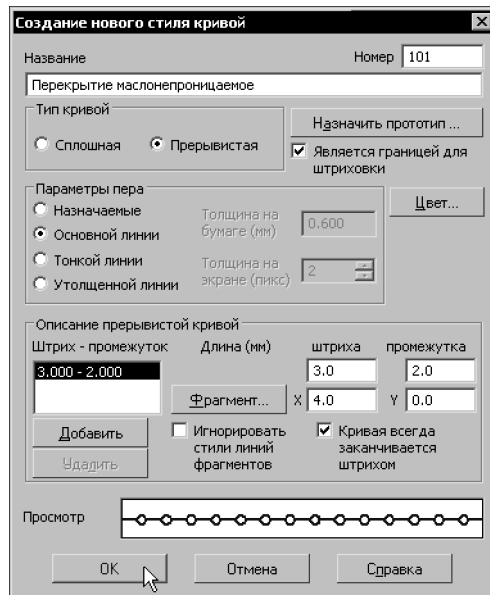 Создание нового стиля кривой
Название
Номер 101
Перекрытие маслонепроницаемое
Тип кривой
Сплошная Прерывистая
Назначить прототип ...
Является границей для
штриховки
Параметры пера
Назначаемые
Основной линии
Тонкой линии
Утолщенной линии
Толщина на
бумаге (мм)
0.600
Толщина на
экране (пикс)
2
Цвет...
Описание прерывистой кривой
Штрих - промежуток Длина (мм) штриха промежутка
3.000 - 2.000
3.0 2.0
Фрагмент... X 4.0 Y 0.0
Добавить
Удалить
Игнорировать
стили линий
фрагментов
Кривая всегда
заканчивается
штрихом
Просмотр
OK Отмена Справка